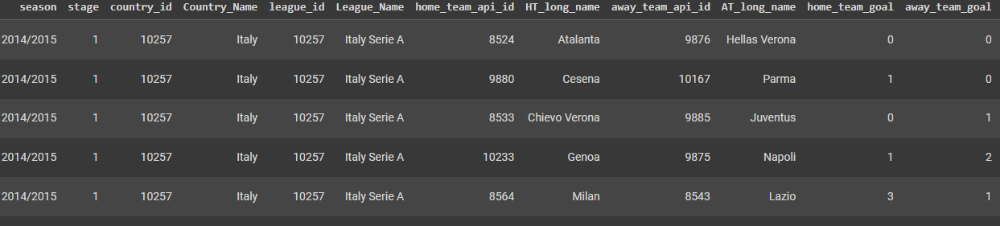 season stage country_id Country_Name league_id League_Name home_team_api_id HT_long_name away_team_api_id AT_long_name home_team_goal away_team_goal
2014/2015 1 10257 Italy 10257 Italy Serie A 8524 Atalanta 9876 Hellas Verona 0 0
2014/2015 1 10257 Italy 10257 Italy Serie A 9880 Cesena 10167 Parma 1 0
2014/2015 1 10257 Italy 10257 Italy Serie A 8533 Chievo Verona 9885 Juventus 0 1
2014/2015 1 10257 Italy 10257 Italy Serie A 10233 Genoa 9875 Napoli 1 2
2014/2015 1 10257 Italy 10257 Italy Serie A 8564 Milan 8543 Lazio 3 1